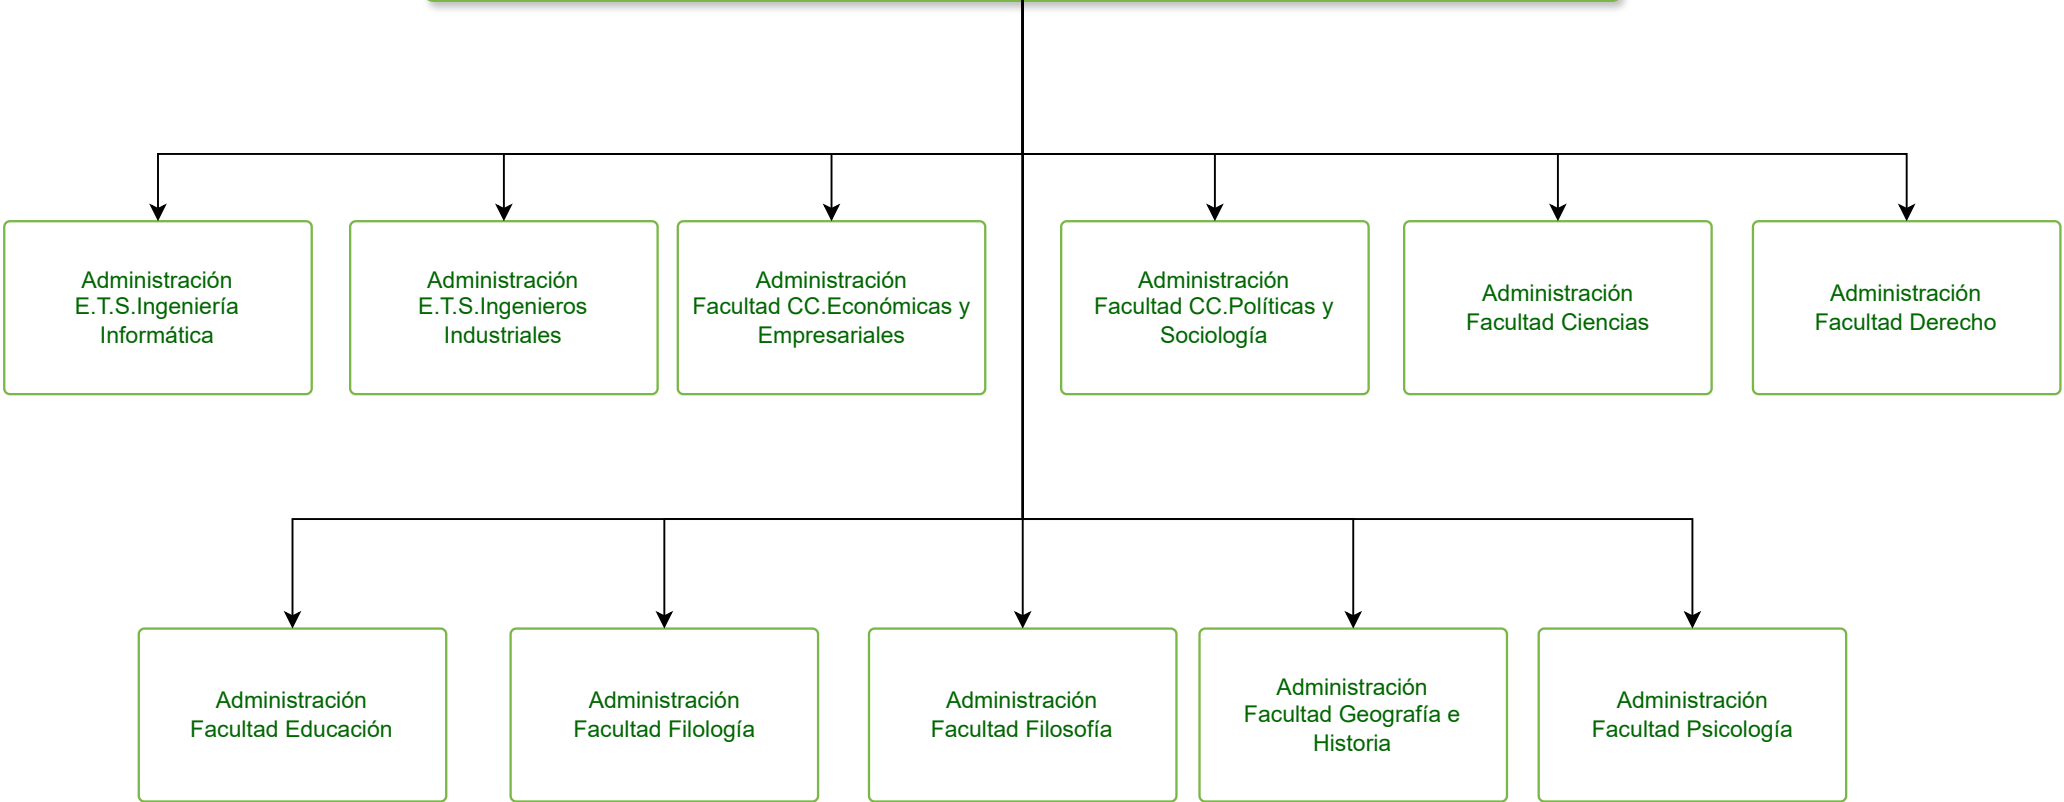 Administración
E.T.S.Ingeniería
Informática
Administración
E.T.S.Ingenieros
Industriales
Administración
Facultad CC.Económicas y
Empresariales
Administración
Facultad CC.Políticas y
Sociología
Administración
Facultad Ciencias
Administración
Facultad Derecho
Administración
Facultad Educación
Administración
Facultad Filología
Administración
Facultad Filosofía
Administración
Facultad Geografía e
Historia
Administración
Facultad Psicología